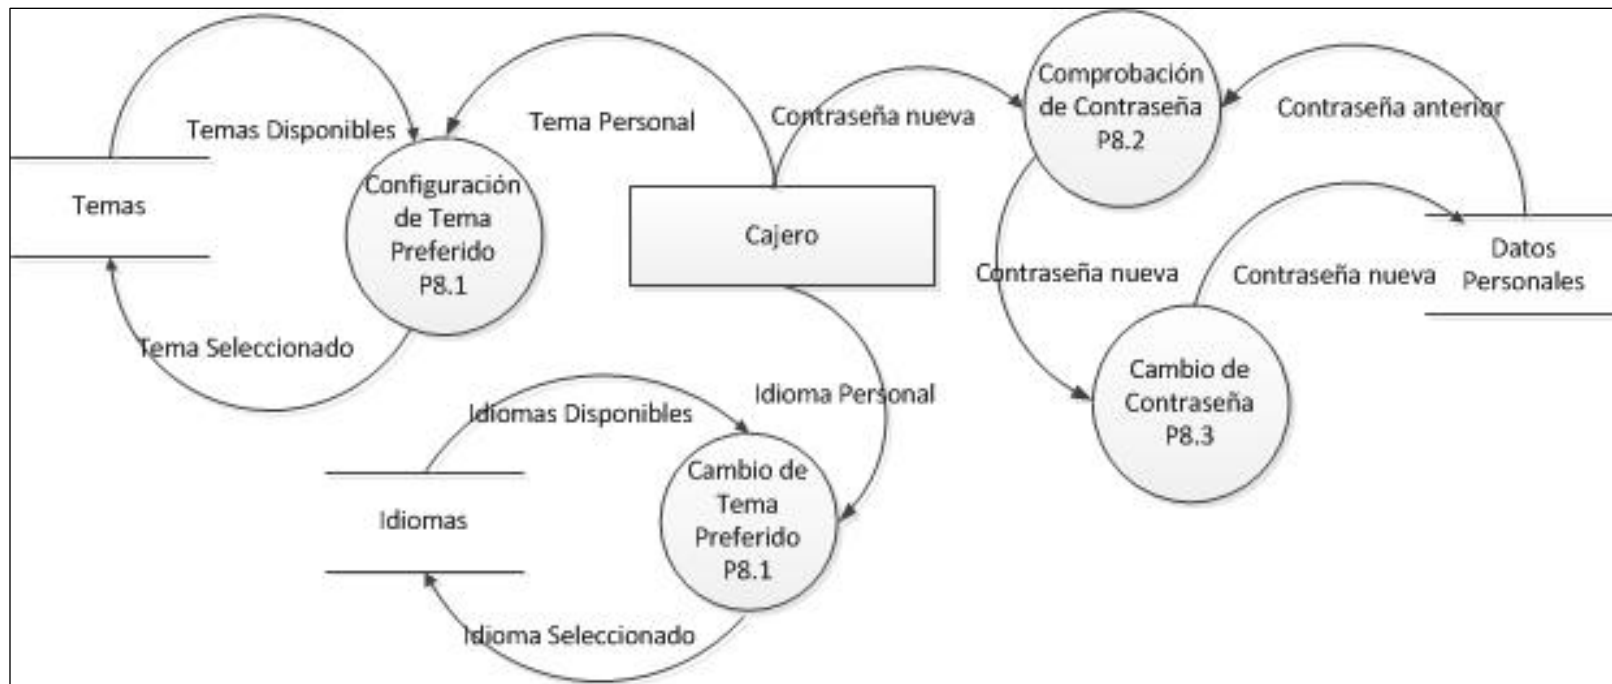 Temas Disponibles
Tema Personal
Contraseña nueva
Comprobación
de Contraseña
P8.2
Contraseña anterior
Temas
Configuración
de Tema
Preferido
P8.1
Cajero
Contraseña nueva
Contraseña nueva
Datos
Personales
Tema Seleccionado
Idiomas Disponibles
Idioma Personal
Cambio de
Contraseña
P8.3
Idiomas
Cambio de
Tema
Preferido
P8.1
Idioma Seleccionado